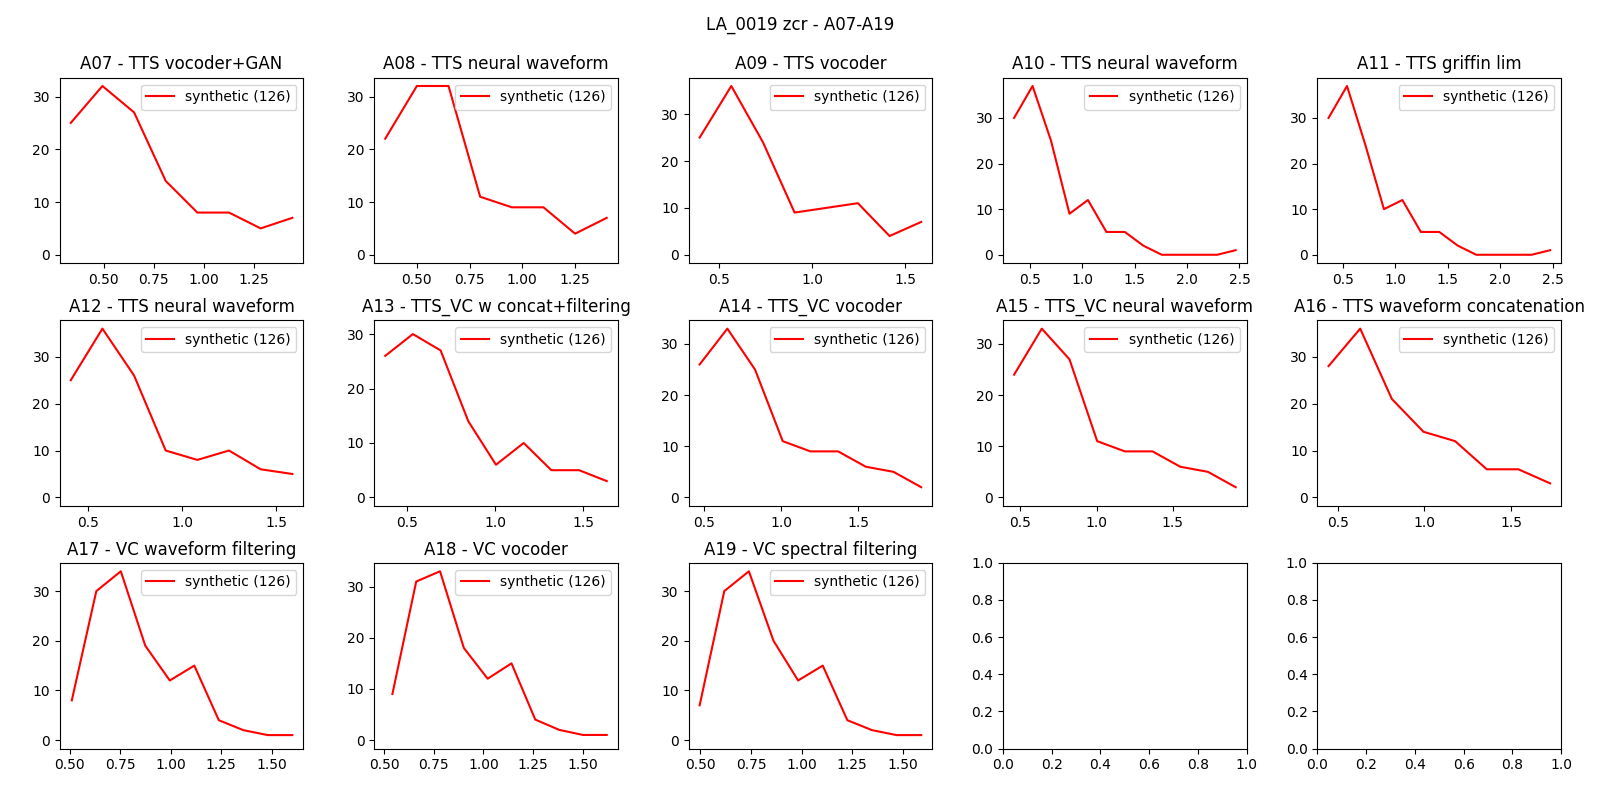 LA_0019 zcr - A07-A19
A07 - TTS vocoder+GAN
A08 - TTS neural waveform
A09 - TTS vocoder
A10 - TTS neural waveform
A11 - TTS griffin lim
synthetic (126)
synthetic (126)
synthetic (126)
synthetic (126)
synthetic (126)
30
20
10
0
0.50 0.75 1.00 1.25
30
20
10
0
0.50 0.75 1.00 1.25
30
20
10
0
0.5 1.0 1.5
30
20
10
0
0.5 1.0 1.5 2.0 2.5
30
20
10
0
0.5 1.0 1.5 2.0 2.5
A12 - TTS neural waveform
A13 - TTS_VC w concat+filtering
A14 - TTS_VC vocoder
A15 - TTS_VC neural waveform
A16 - TTS waveform concatenation
synthetic (126)
synthetic (126)
synthetic (126)
synthetic (126)
synthetic (126)
30
20
10
0
0.5 1.0 1.5
30
20
10
0
0.5 1.0 1.5
30
20
10
0
0.5 1.0 1.5
30
20
10
0
0.5 1.0 1.5
30
20
10
0
0.5 1.0 1.5
A17 - VC waveform filtering
A18 - VC vocoder
A19 - VC spectral filtering
synthetic (126)
synthetic (126)
synthetic (126)
30
20
10
0
0.50 0.75 1.00 1.25 1.50
30
20
10
0
0.50 0.75 1.00 1.25 1.50
30
20
10
0
0.50 0.75 1.00 1.25 1.50
1.0
0.8
0.6
0.4
0.2
0.0
0.0 0.2 0.4 0.6 0.8 1.0
1.0
0.8
0.6
0.4
0.2
0.0
0.0 0.2 0.4 0.6 0.8 1.0